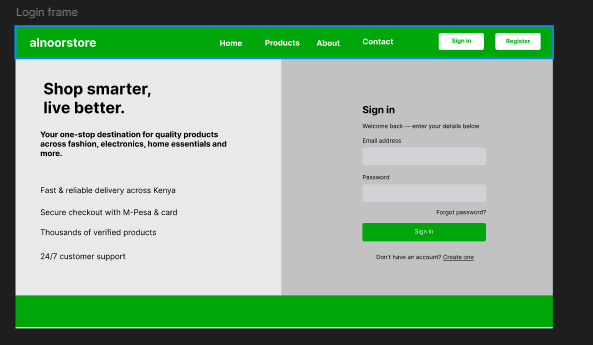 Login frame
alnoorstore
Home
Products
About
Contact
Sign in
Register
Shop smarter,
live better.
Your one-stop destination for quality products
across fashion, electronics, home essentials and
more.
Fast & reliable delivery across Kenya
Secure checkout with M-Pesa & card
Thousands of verified products
24/7 customer support
Sign in
Welcome back — enter your details below
Email address
Password
Forgot password?
Sign in
Don't have an account? Create one